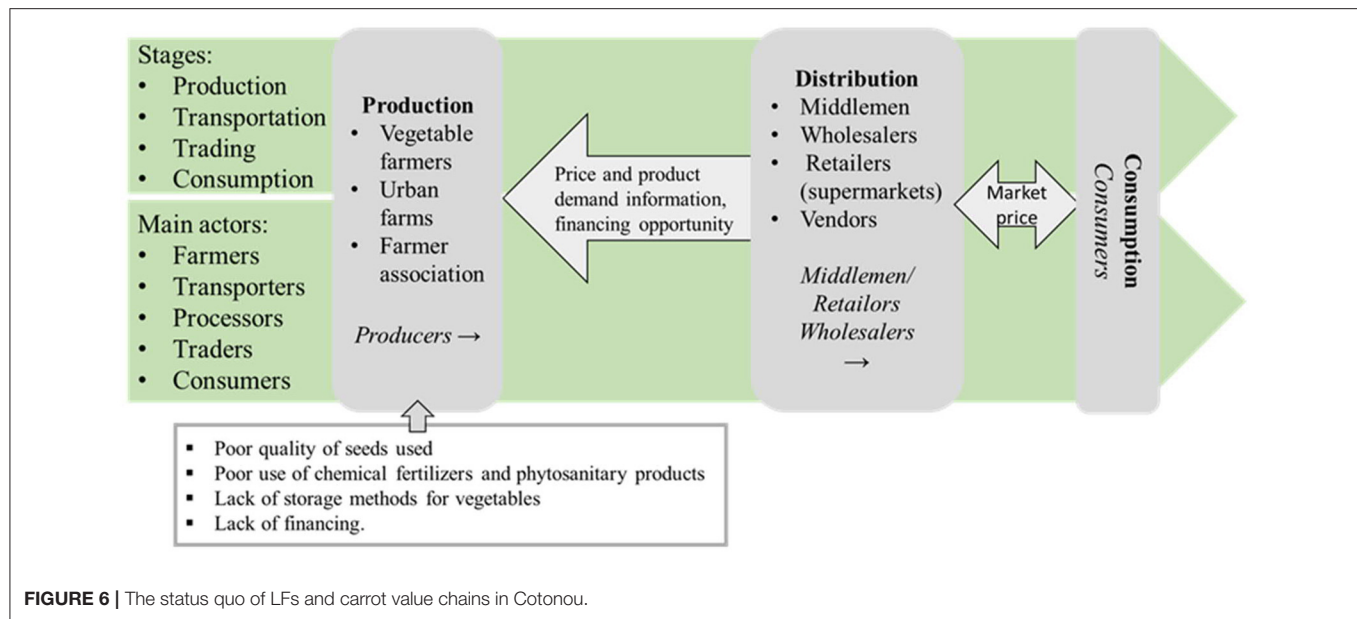 Stages:
• Production
• Transportation
• Trading
• Consumption
Main actors:
• Farmers
• Transporters
• Processors
• Traders
• Consumers
Production
• Vegetable
farmers
• Urban
farms
• Farmer
association
Producers →
Price and product
demand information,
financing opportunity
Distribution
• Middlemen
• Wholesalers
• Retailers
(supermarkets)
• Vendors
Middlemen/
Retailors
Wholesalers
→
Market
price
Consumption
Consumers
▪ Poor quality of seeds used
▪ Poor use of chemical fertilizers and phytosanitary products
▪ Lack of storage methods for vegetables
▪ Lack of financing.
FIGURE 6 | The status quo of LFs and carrot value chains in Cotonou.